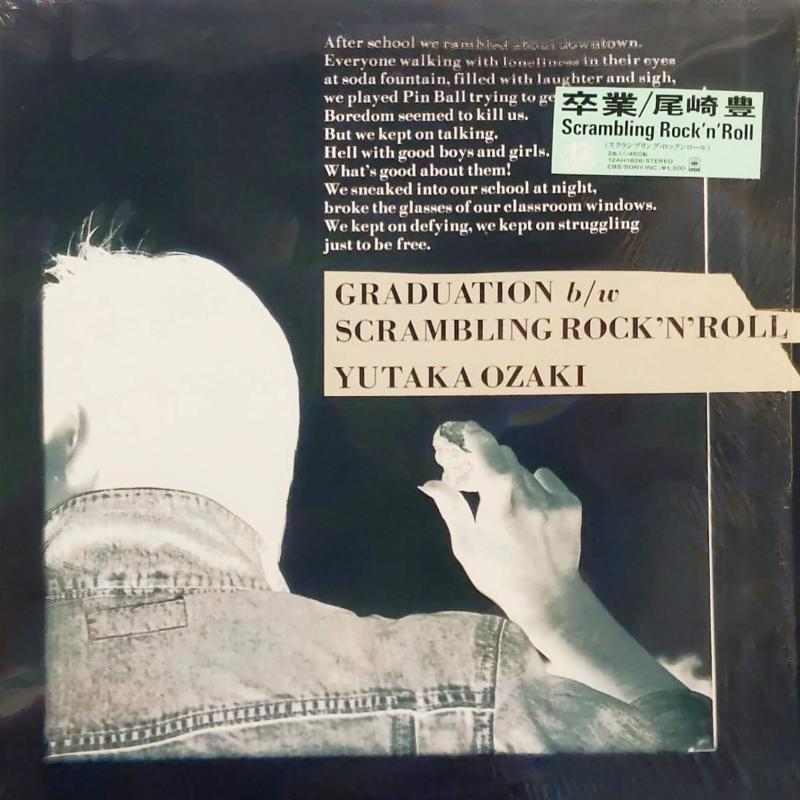 After school we rambled about downtown.
Everyone walking with loneliness in their eyes
at soda fountain, filled with laughter and sigh,
we played Pin Ball trying to ge
Boredom seemed to kill us.
But we kept on talking.
Hell with good boys and girls.
What's good about them!
We sneaked into our school at night,
broke the glasses of our classroom windows.
We kept on defying, we kept on struggling
just to be free.
卒業/尾崎 豊
Scrambling Rock'n'Roll
(スクランブリング・ロックンロール)
12AH1828/STEREO
CBS/SONY INC./¥1,200
GRADUATION b/w
SCRAMBLING ROCK'N'ROLL
YUTAKA OZAKI